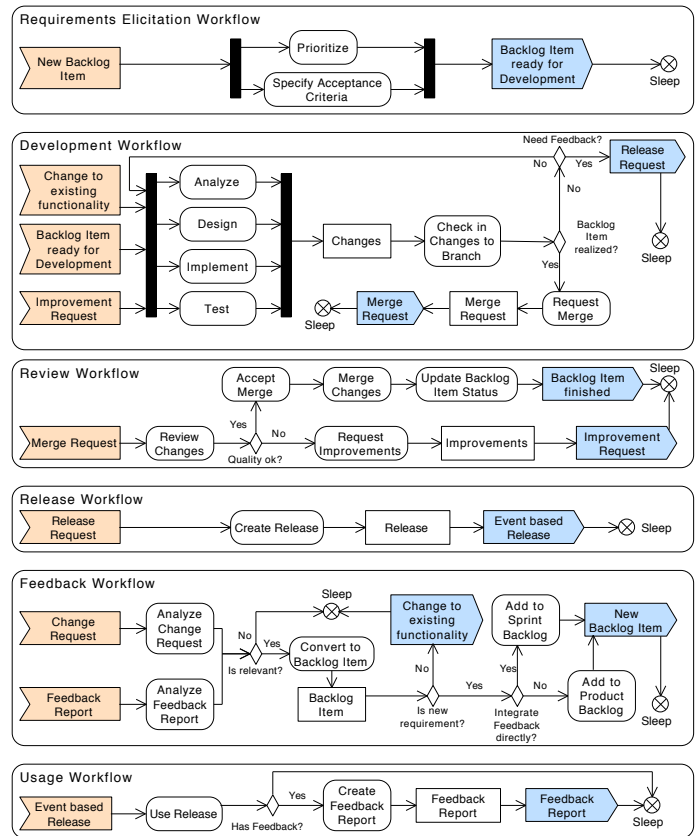 Requirements Elicitation Workflow
New Backlog
Item
Prioritize
Specify Acceptance
Criteria
Backlog Item
ready for
Development
Sleep
Development Workflow
Change to
existing
functionality
Backlog Item
ready for
Development
Improvement
Request
Analyze
Design
Implement
Test
Changes
Check in
Changes to
Branch
Need Feedback?
No
Yes
Release
Request
Sleep
No
Backlog
Item
realized?
Yes
Request
Merge
Merge
Request
Merge
Request
Sleep
Review Workflow
Merge Request
Review
Changes
Yes
No
Quality ok?
Accept
Merge
Merge
Changes
Update Backlog
Item Status
Backlog Item
finished
Sleep
Request
Improvements
Improvements
Improvement
Request
Release Workflow
Release
Request
Create Release
Release
Event based
Release
Sleep
Feedback Workflow
Change
Request
Analyze
Change
Request
Feedback
Report
Analyze
Feedback
Report
No
Yes
Is relevant?
Sleep
Convert to
Backlog Item
Backlog
Item
Change to
existing
functionality
No
Yes
Is new
requirement?
Add to
Sprint
Backlog
Yes
No
Integrate
Feedback
directly?
New
Backlog Item
Add to
Product
Backlog
Sleep
Usage Workflow
Event based
Release
Use Release
Yes
Has Feedback?
Create
Feedback
Report
Feedback
Report
Feedback
Report
Sleep